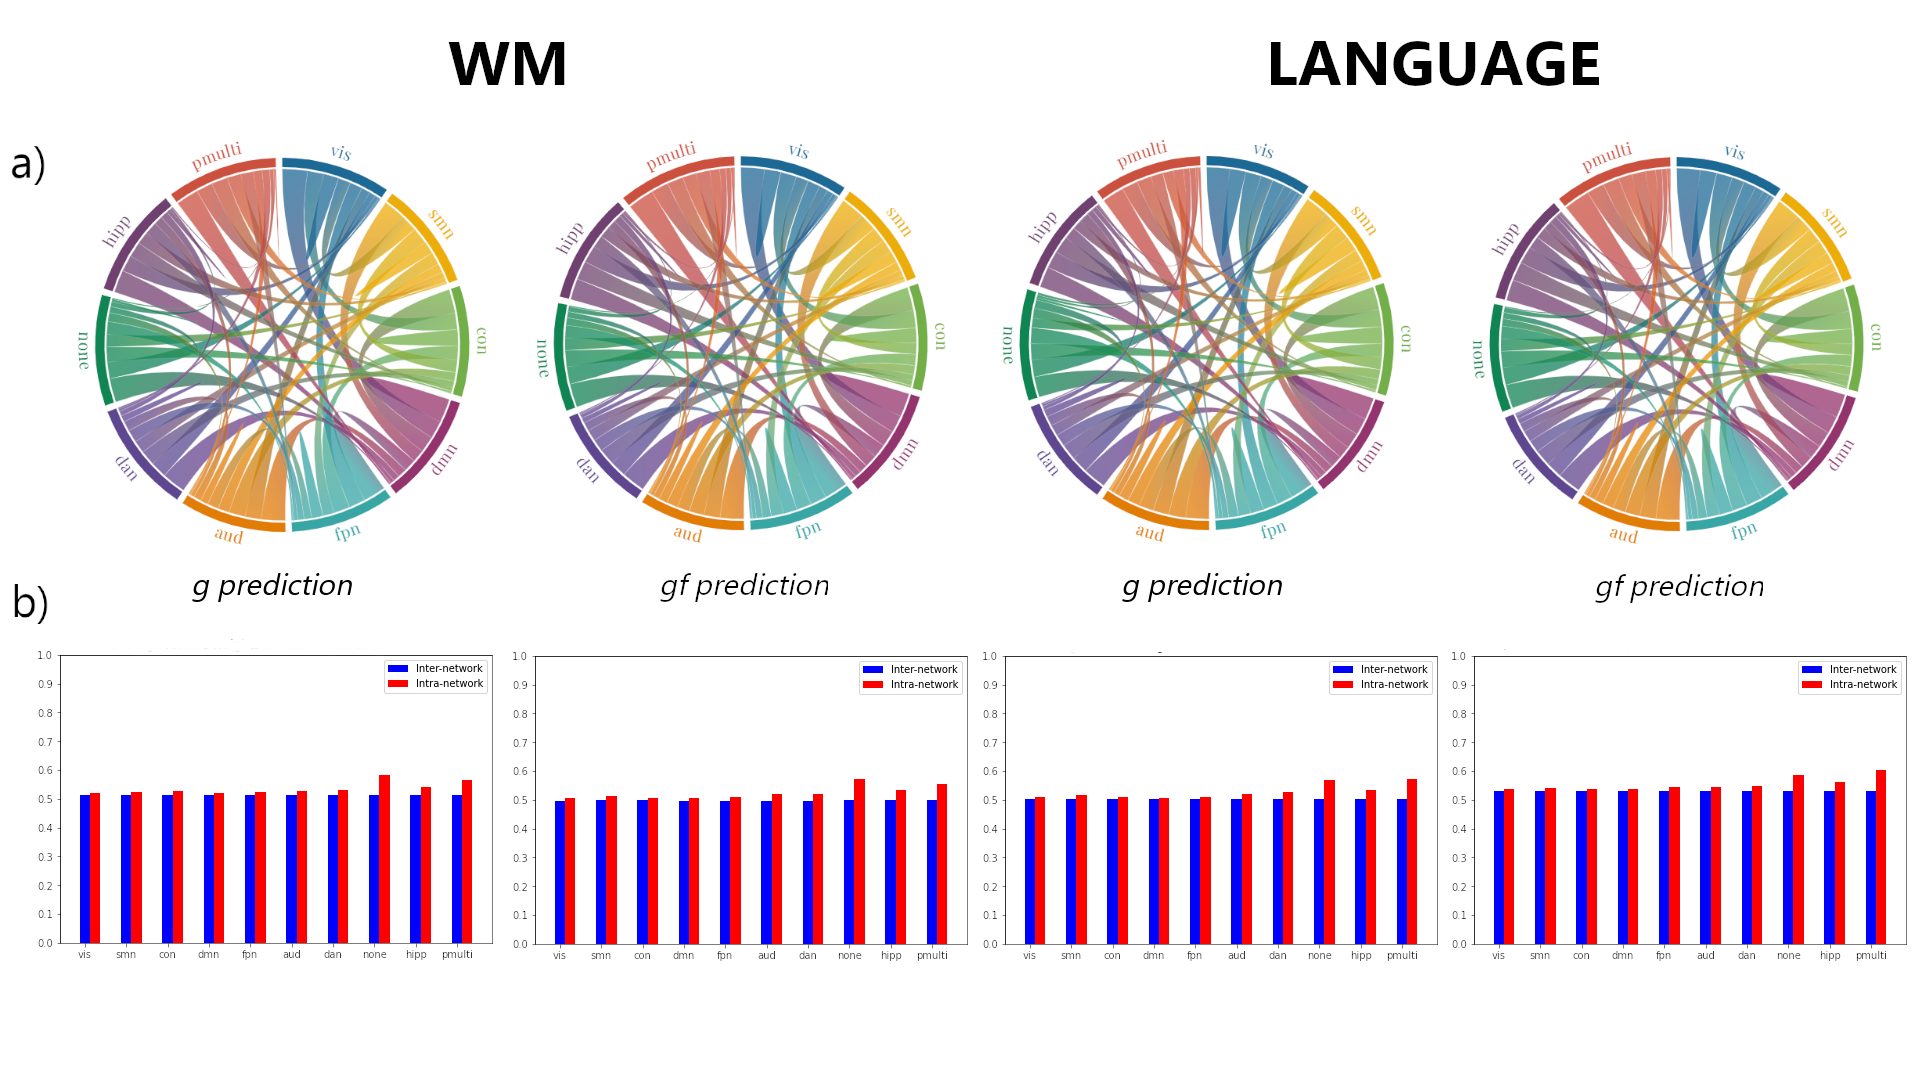 WM
LANGUAGE
a)
pmulti vis smn con dmn fpn aud dan none hipp
pmulti vis smn con dmn fpn aud dan none hipp
pmulti vis smn con dmn fpn aud dan none hipp
pmulti vis smn con dmn fpn aud dan none hipp
g prediction
gf prediction
g prediction
gf prediction
b)
Inter-network
Intra-network
1.0
0.9
0.8
0.7
0.6
0.5
0.4
0.3
0.2
0.1
0.0
vis smn con dmn fpn aud dan none hipp pmulti
Inter-network
Intra-network
1.0
0.9
0.8
0.7
0.6
0.5
0.4
0.3
0.2
0.1
0.0
vis smn con dmn fpn aud dan none hipp pmulti
Inter-network
Intra-network
1.0
0.9
0.8
0.7
0.6
0.5
0.4
0.3
0.2
0.1
0.0
vis smn con dmn fpn aud dan none hipp pmulti
Inter-network
Intra-network
1.0
0.9
0.8
0.7
0.6
0.5
0.4
0.3
0.2
0.1
0.0
vis smn con dmn fpn aud dan none hipp pmulti